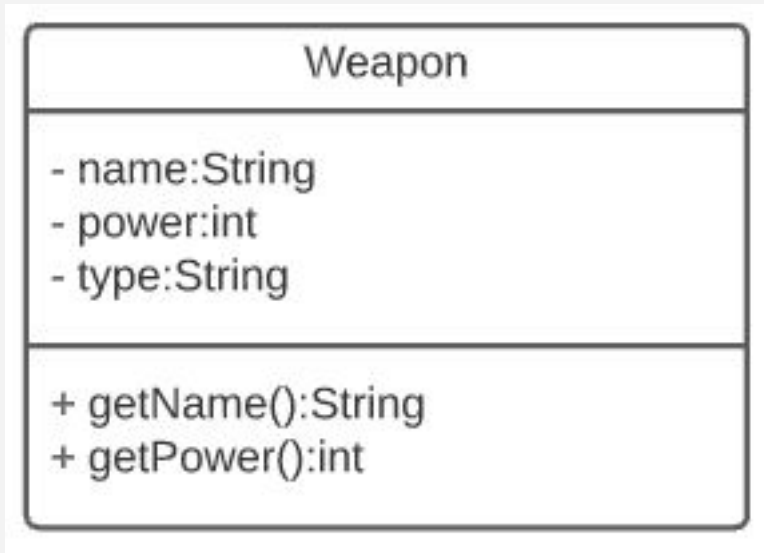 Weapon
- name:String
- power:int
- type:String
+ getName():String
+ getPower():int